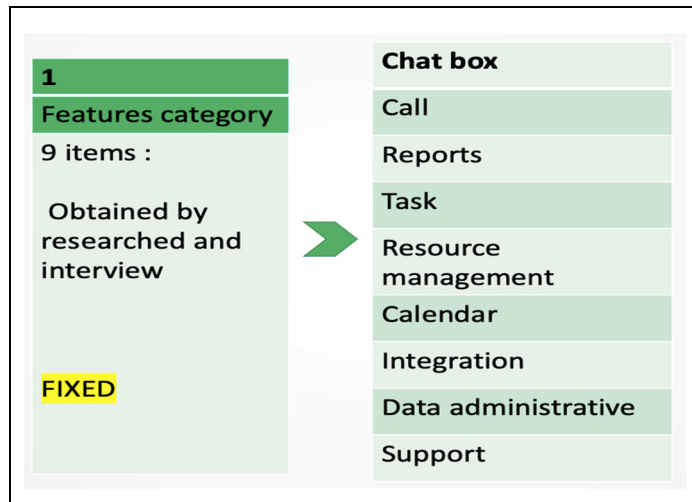 1
Features category
9 items :
Obtained by
researched and
interview
FIXED
Chat box
Call
Reports
Task
Resource
management
Calendar
Integration
Data administrative
Support